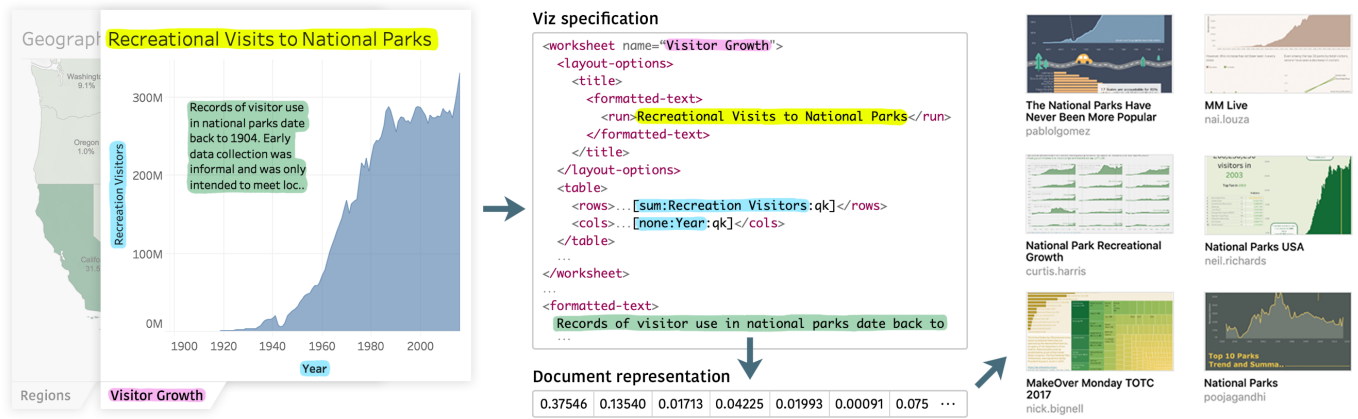 Geograph
Recreational Visits to National Parks
Washing
9.1%
Oregon
1.0%
Califo
31.5
Recreation Visitors
300M
200M
100M
0M
Records of visitor use
in national parks date
back to 1904. Early
data collection was
informal and was only
intended to meet loc..
1900 1920 1940 1960 1980 2000
Year
Regions
Visitor Growth
Viz specification
<worksheet name="Visitor Growth">
<layout-options>
<title>
<formatted-text>
<run>Recreational Visits to National Parks</run>
</formatted-text>
</title>
</layout-options>
<table>
<rows>...[sum:Recreation Visitors:qk]</rows>
<cols>...[none:Year:qk]</cols>
</table>
...
</worksheet>
...
<formatted-text>
Records of visitor use in national parks date back to
...
Document representation
0.37546 0.13540 0.01713 0.04225 0.01993 0.00091 0.075 ...
The National Parks Have
Never Been More Popular
pablolgomez
MM Live
nai.louza
visitors in
2003
National Park Recreational
Growth
curtis.harris
National Parks USA
neil.richards
MakeOver Monday TOTC
2017
nick.bignell
Top 10 Parks
Trend and Summa..
National Parks
poojagandhi